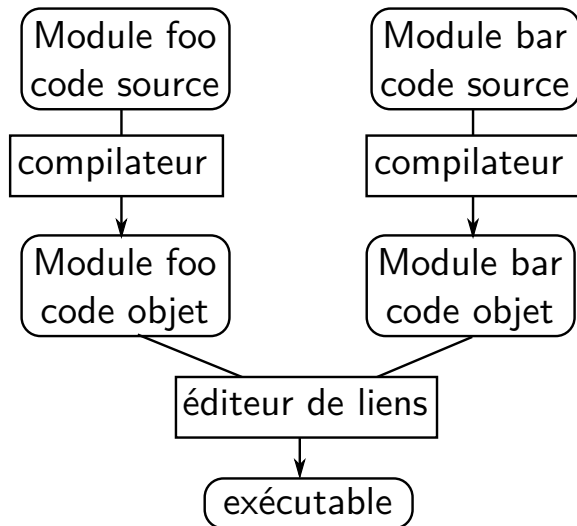 Module foo
code source
Module bar
code source
compilateur
compilateur
Module foo
code objet
Module bar
code objet
éditeur de liens
exécutable